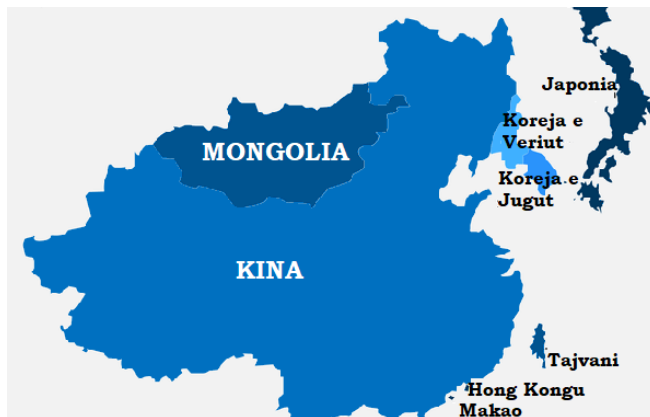 Japonia
Koreja e
Veriut
MONGOLIA
Koreja e
Jugut
KINA
Tajvani
Hong Kongu
Makao